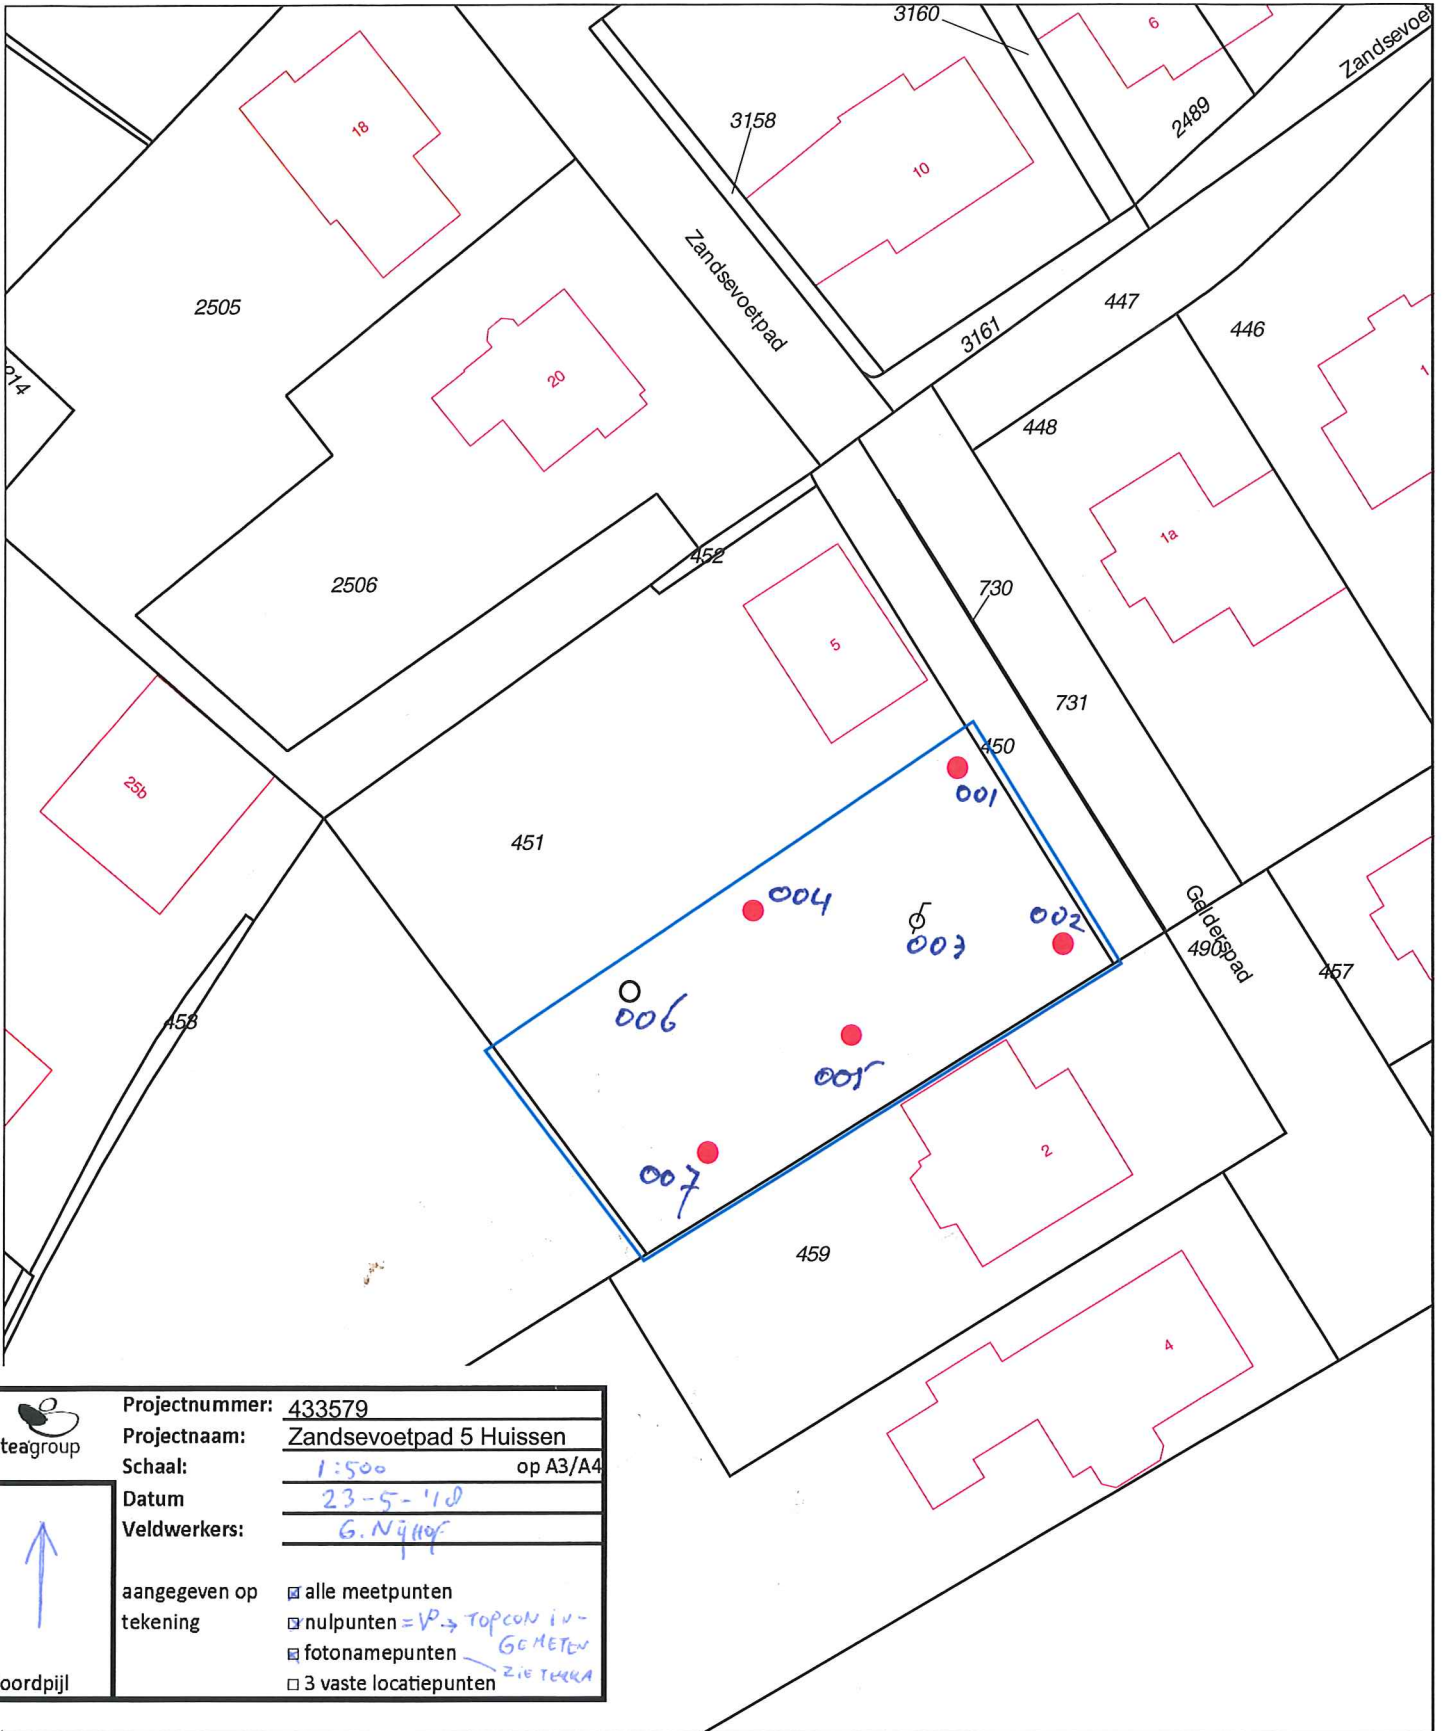 3160
6
Zandsevoet
2489
3158
18
10
Zandsevoetpad
2505
447
3161
446
214
20
1
448
1a
452
2506
730
5
731
450
25b
001
451
004
002
003
Gelderspad
490
457
006
458
005
2
007
459
4
teagroup
Projectnummer: 433579
Projectnaam: Zandsevoetpad 5 Huissen
Schaal: 1:500 op A3/A4
Datum 23-5-'18
Veldwerkers: G. Nijhof
aangegeven op ☒ alle meetpunten
tekening ☒ nulpunten = VP → TOPCON IN-
GEMETEN
☒ fotonamepunten
ZIE TERRA
☐ 3 vaste locatiepunten
oordpijl